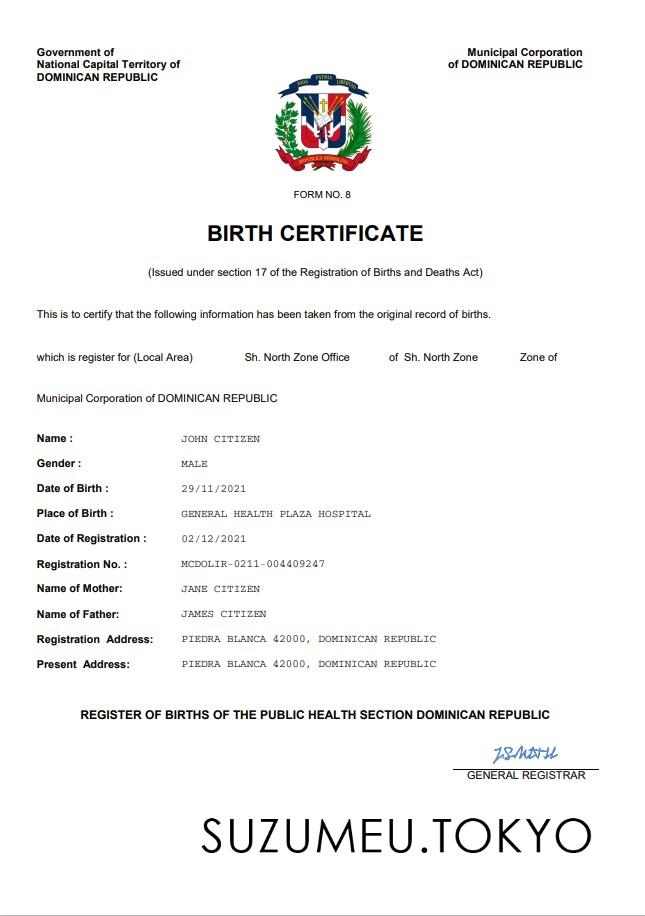 Government of
National Capital Territory of
DOMINICAN REPUBLIC
Municipal Corporation
of DOMINICAN REPUBLIC
DIOS PATRIA LIBERTAD
REPUBLICA DOMINICANA
FORM NO. 8
BIRTH CERTIFICATE
(Issued under section 17 of the Registration of Births and Deaths Act)
This is to certify that the following information has been taken from the original record of births.
which is register for (Local Area) Sh. North Zone Office of Sh. North Zone Zone of
Municipal Corporation of DOMINICAN REPUBLIC
Name : JOHN CITIZEN
Gender : MALE
Date of Birth : 29/11/2021
Place of Birth : GENERAL HEALTH PLAZA HOSPITAL
Date of Registration : 02/12/2021
Registration No. : MCDOLIR-0211-004409247
Name of Mother: JANE CITIZEN
Name of Father: JAMES CITIZEN
Registration Address: PIEDRA BLANCA 42000, DOMINICAN REPUBLIC
Present Address: PIEDRA BLANCA 42000, DOMINICAN REPUBLIC
REGISTER OF BIRTHS OF THE PUBLIC HEALTH SECTION DOMINICAN REPUBLIC
GENERAL REGISTRAR
SUZUMEU.TOKYO